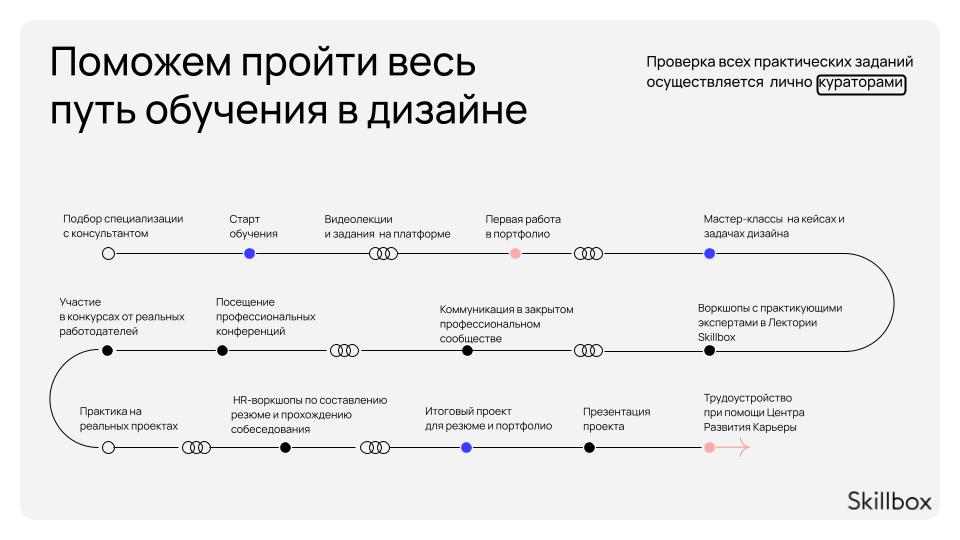 Поможем пройти весь
путь обучения в дизайне
Проверка всех практических заданий
осуществляется лично кураторами
Подбор специализации
с консультантом
Старт
обучения
Видеолекции
и задания на платформе
Первая работа
в портфолио
Мастер-классы на кейсах и
задачах дизайна
Участие
в конкурсах от реальных
работодателей
Посещение
профессиональных
конференций
Коммуникация в закрытом
профессиональном
сообществе
Воркшопы с практикующими
экспертами в Лектории
Skillbox
Практика на
реальных проектах
HR-воркшопы по составлению
резюме и прохождению
собеседования
Итоговый проект
для резюме и портфолио
Презентация
проекта
Трудоустройство
при помощи Центра
Развития Карьеры
Skillbox